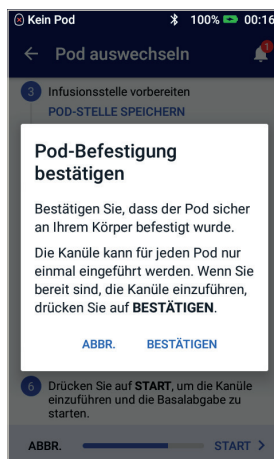 Kein Pod 100% 00:16
Pod auswechseln 1
3 Infusionsstelle vorbereiten
POD-STELLE SPEICHERN
Pod-Befestigung
bestätigen
Bestätigen Sie, dass der Pod sicher
an Ihrem Körper befestigt wurde.
Die Kanüle kann für jeden Pod nur
einmal eingeführt werden. Wenn Sie
bereit sind, die Kanüle einzuführen,
drücken Sie auf BESTÄTIGEN.
ABBR. BESTÄTIGEN
6 Drücken Sie auf START, um die Kanüle
einzuführen und die Basalabgabe zu
starten.
ABBR. START